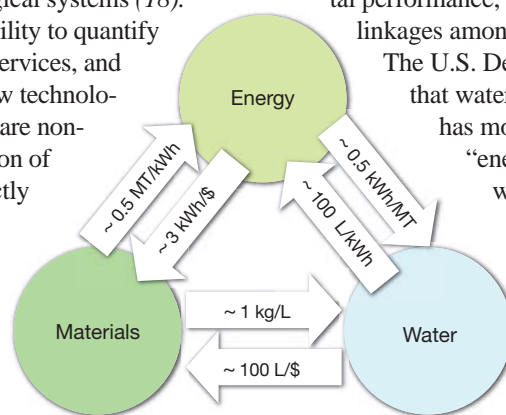 gical systems (18).
ility to quantify
ervices, and
w technolo-
are non-
on of
ctly
tal performance,
linkages among
The U.S. De
that water
has mo
"ene
w
Energy
~ 0.5 MT/kWh
~ 3 kWh/$
~ 0.5 kWh/MT
~ 100 L/kWh
Materials
~ 1 kg/L
~ 100 L/$
Water